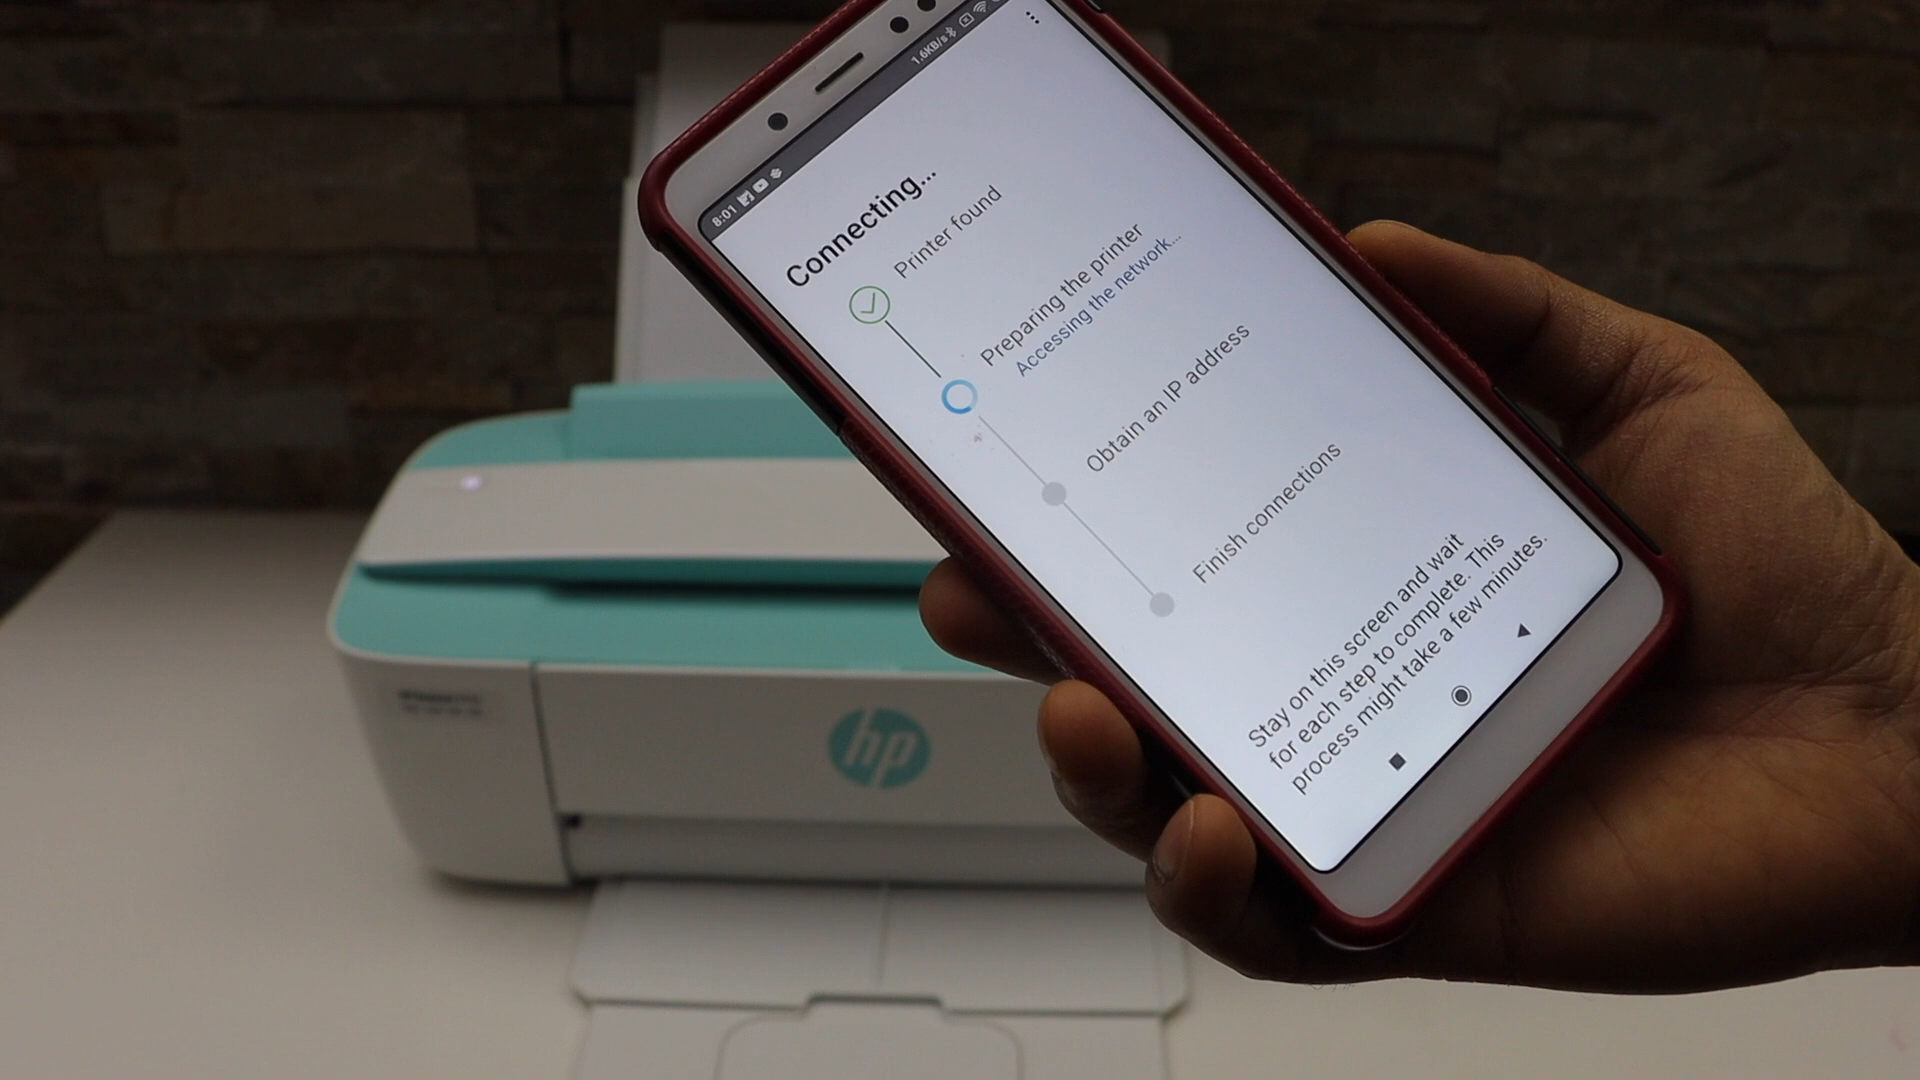 8:01
1.6KB/s
Connecting...
Printer found
Preparing the printer
Accessing the network...
Obtain an IP address
Finish connections
Stay on this screen and wait
for each step to complete. This
process might take a few minutes.
hp